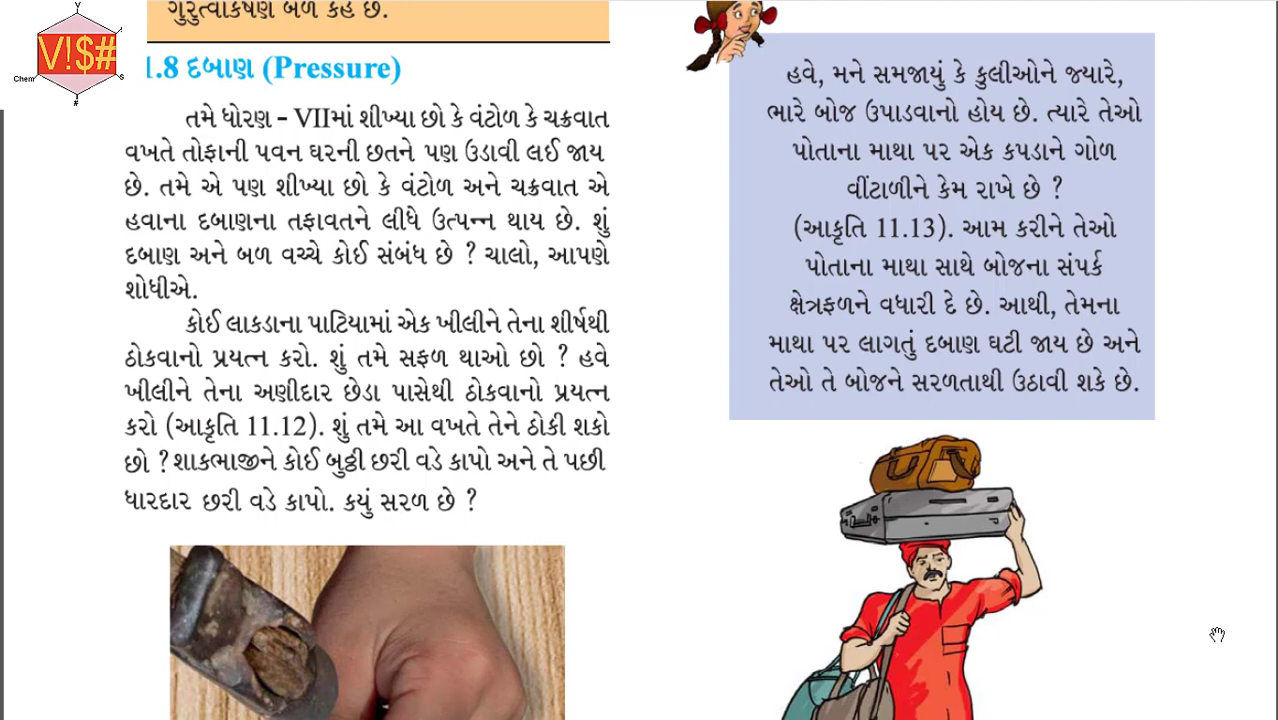 ગુરુત્વાકર્ષણ બળ કહે છે.
Y
V!$#
Chem
S
#
1.8 દબાણ (Pressure)
તમે ધોરણ – VIIમાં શીખ્યા છો કે વંટોળ કે ચક્રવાત
વખતે તોફાની પવન ઘરની છતને પણ ઉડાવી લઈ જાય
છે. તમે એ પણ શીખ્યા છો કે વંટોળ અને ચક્રવાત એ
હવાના દબાણના તફાવતને લીધે ઉત્પન્ન થાય છે. શું
દબાણ અને બળ વચ્ચે કોઈ સંબંધ છે ? ચાલો, આપણે
શોધીએ.
કોઈ લાકડાના પાટિયામાં એક ખીલીને તેના શીર્ષથી
ઠોકવાનો પ્રયત્ન કરો. શું તમે સફળ થાઓ છો ? હવે
ખીલીને તેના અણીદાર છેડા પાસેથી ઠોકવાનો પ્રયત્ન
કરો (આકૃતિ 11.12). શું તમે આ વખતે તેને ઠોકી શકો
છો ? શાકભાજીને કોઈ બુઠ્ઠી છરી વડે કાપો અને તે પછી
ધારદાર છરી વડે કાપો. કયું સરળ છે ?
હવે, મને સમજાયું કે કુલીઓને જ્યારે,
ભારે બોજ ઉપાડવાનો હોય છે. ત્યારે તેઓ
પોતાના માથા પર એક કપડાને ગોળ
વીંટાળીને કેમ રાખે છે ?
(આકૃતિ 11.13). આમ કરીને તેઓ
પોતાના માથા સાથે બોજના સંપર્ક
ક્ષેત્રફળને વધારી દે છે. આથી, તેમના
માથા પર લાગતું દબાણ ઘટી જાય છે અને
તેઓ તે બોજને સરળતાથી ઉઠાવી શકે છે.